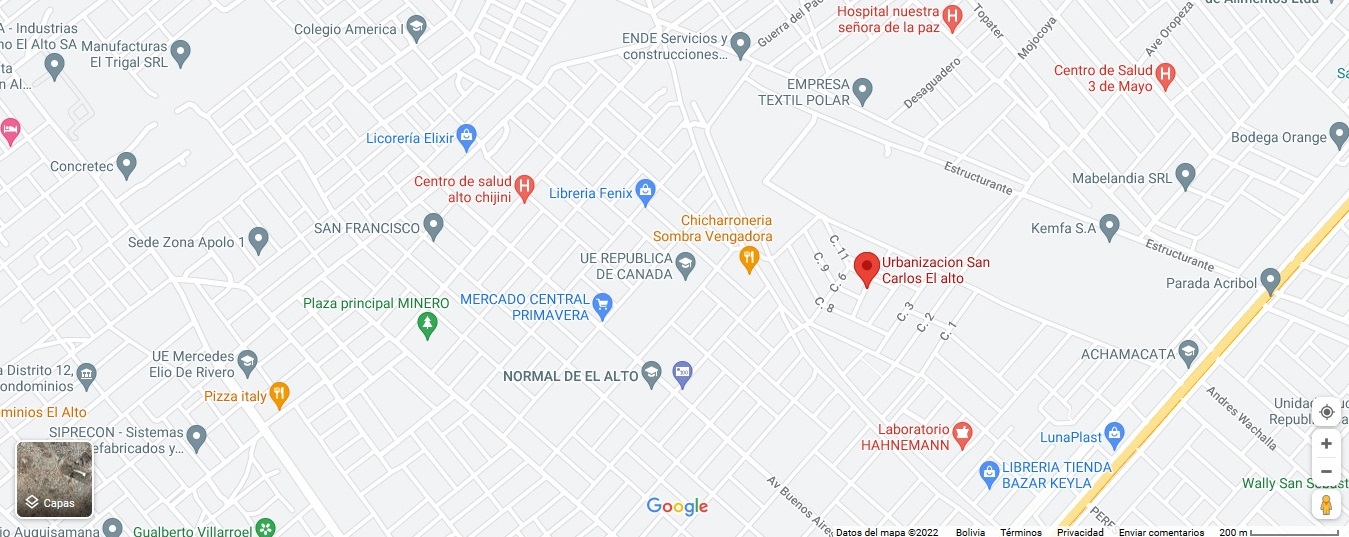 A - Industrias
no El Alto SA
Manufacturas
El Trigal SRL
Colegio America I
ENDE Servicios y
construcciones...
Guerra del Pac
Hospital nuestra
señora de la paz
Topater
Mojocoya
Ave Oropeza
de Alimentos Ltda
Centro de Salud
3 de Mayo
EMPRESA
TEXTIL POLAR
Desaguadero
Bodega Orange
Licorería Elixir
Concretec
Centro de salud
alto chijini
Libreria Fenix
Estructurante
Mabelandia SRL
SAN FRANCISCO
Sede Zona Apolo 1
Chicharroneria
Sombra Vengadora
Kemfa S.A
UE REPUBLICA
DE CANADA
C. 11
C. 9
C. 6
C. 8
Urbanizacion San
Carlos El alto
Estructurante
Parada Acribol
C. 3
C. 2
C. 1
Plaza principal MINERO
MERCADO CENTRAL
PRIMAVERA
UE Mercedes
Elio De Rivero
a Distrito 12,
ondominios
NORMAL DE EL ALTO
ACHAMACATA
Pizza italy
minios El Alto
SIPRECON - Sistemas
efabricados y...
Laboratorio
HAHNEMANN
LunaPlast
Andres Wachalla
Unidad
Republi
LIBRERIA TIENDA
BAZAR KEYLA
Av Buenos Aires
Wally San Sebast
Capas
Google
io Auquisamana
Gualberto Villarroel
Datos del mapa ©2022 Bolivia Términos Privacidad Enviar comentarios 200 m